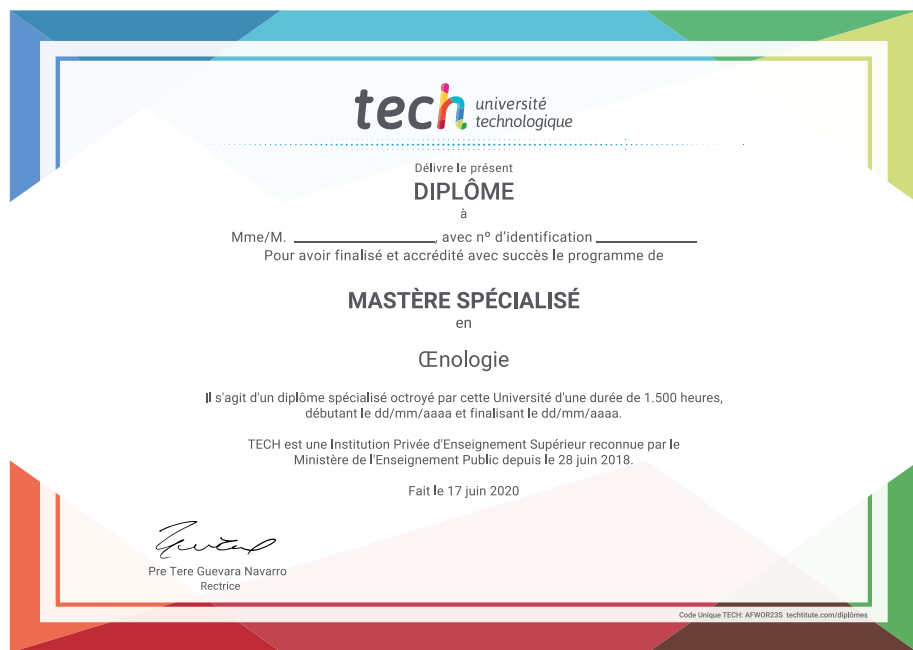 tech université
technologique
Délivre le présent
DIPLÔME
à
Mme/M. ____________, avec nº d'identification ____________
Pour avoir finalisé et accrédité avec succès le programme de
MASTÈRE SPÉCIALISÉ
en
Œnologie
Il s'agit d'un diplôme spécialisé octroyé par cette Université d'une durée de 1.500 heures,
débutant le dd/mm/aaaa et finalisant le dd/mm/aaaa.
TECH est une Institution Privée d'Enseignement Supérieur reconnue par le
Ministère de l'Enseignement Public depuis le 28 juin 2018.
Fait le 17 juin 2020
Pre Tere Guevara Navarro
Rectrice
Code Unique TECH: AFWOR23S techtitute.com/diplômes